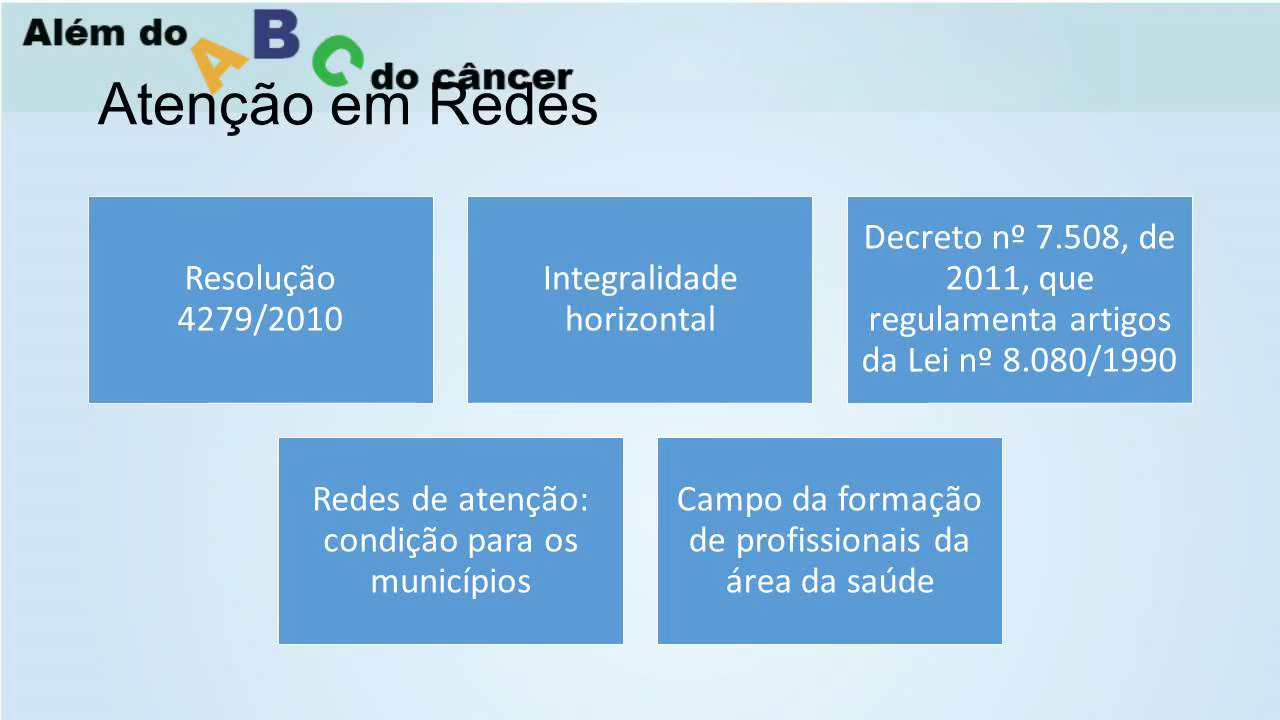 Além do ABC do câncer
Atenção em Redes
Resolução
4279/2010
Integralidade
horizontal
Decreto nº 7.508, de
2011, que
regulamenta artigos
da Lei nº 8.080/1990
Redes de atenção:
condição para os
municípios
Campo da formação
de profissionais da
área da saúde